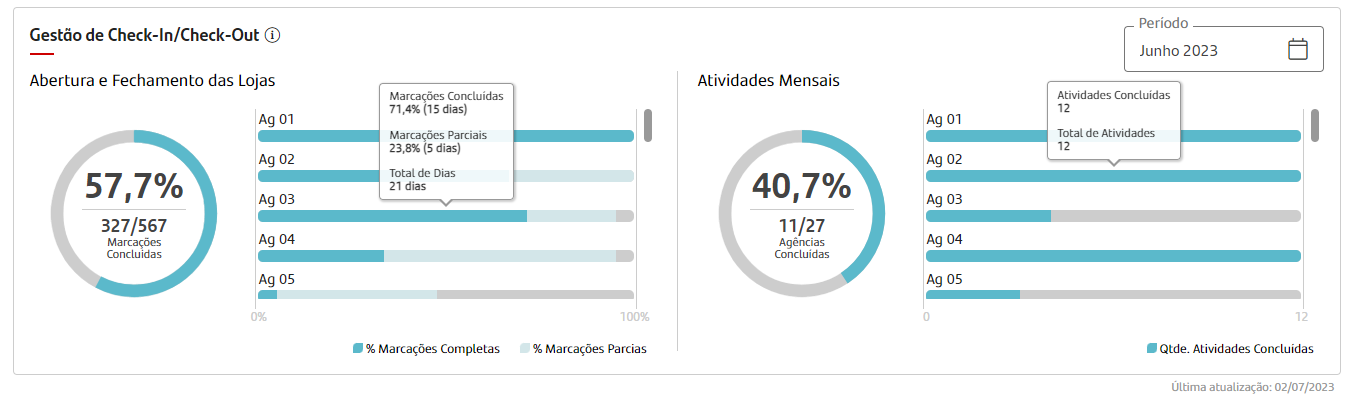 Gestão de Check-In/Check-Out
Período
Junho 2023
Abertura e Fechamento das Lojas
57,7%
327/567
Marcações
Concluídas
Marcações Concluídas
71,4% (15 dias)
Marcações Parciais
23,8% (5 dias)
Total de Dias
21 dias
Ag 01
Ag 02
Ag 03
Ag 04
Ag 05
0%
100%
% Marcações Completas
% Marcações Parcias
Atividades Mensais
40,7%
11/27
Agências
Concluídas
Atividades Concluídas
12
Total de Atividades
12
Ag 01
Ag 02
Ag 03
Ag 04
Ag 05
0
12
Qtde. Atividades Concluídas
Última atualização: 02/07/2023